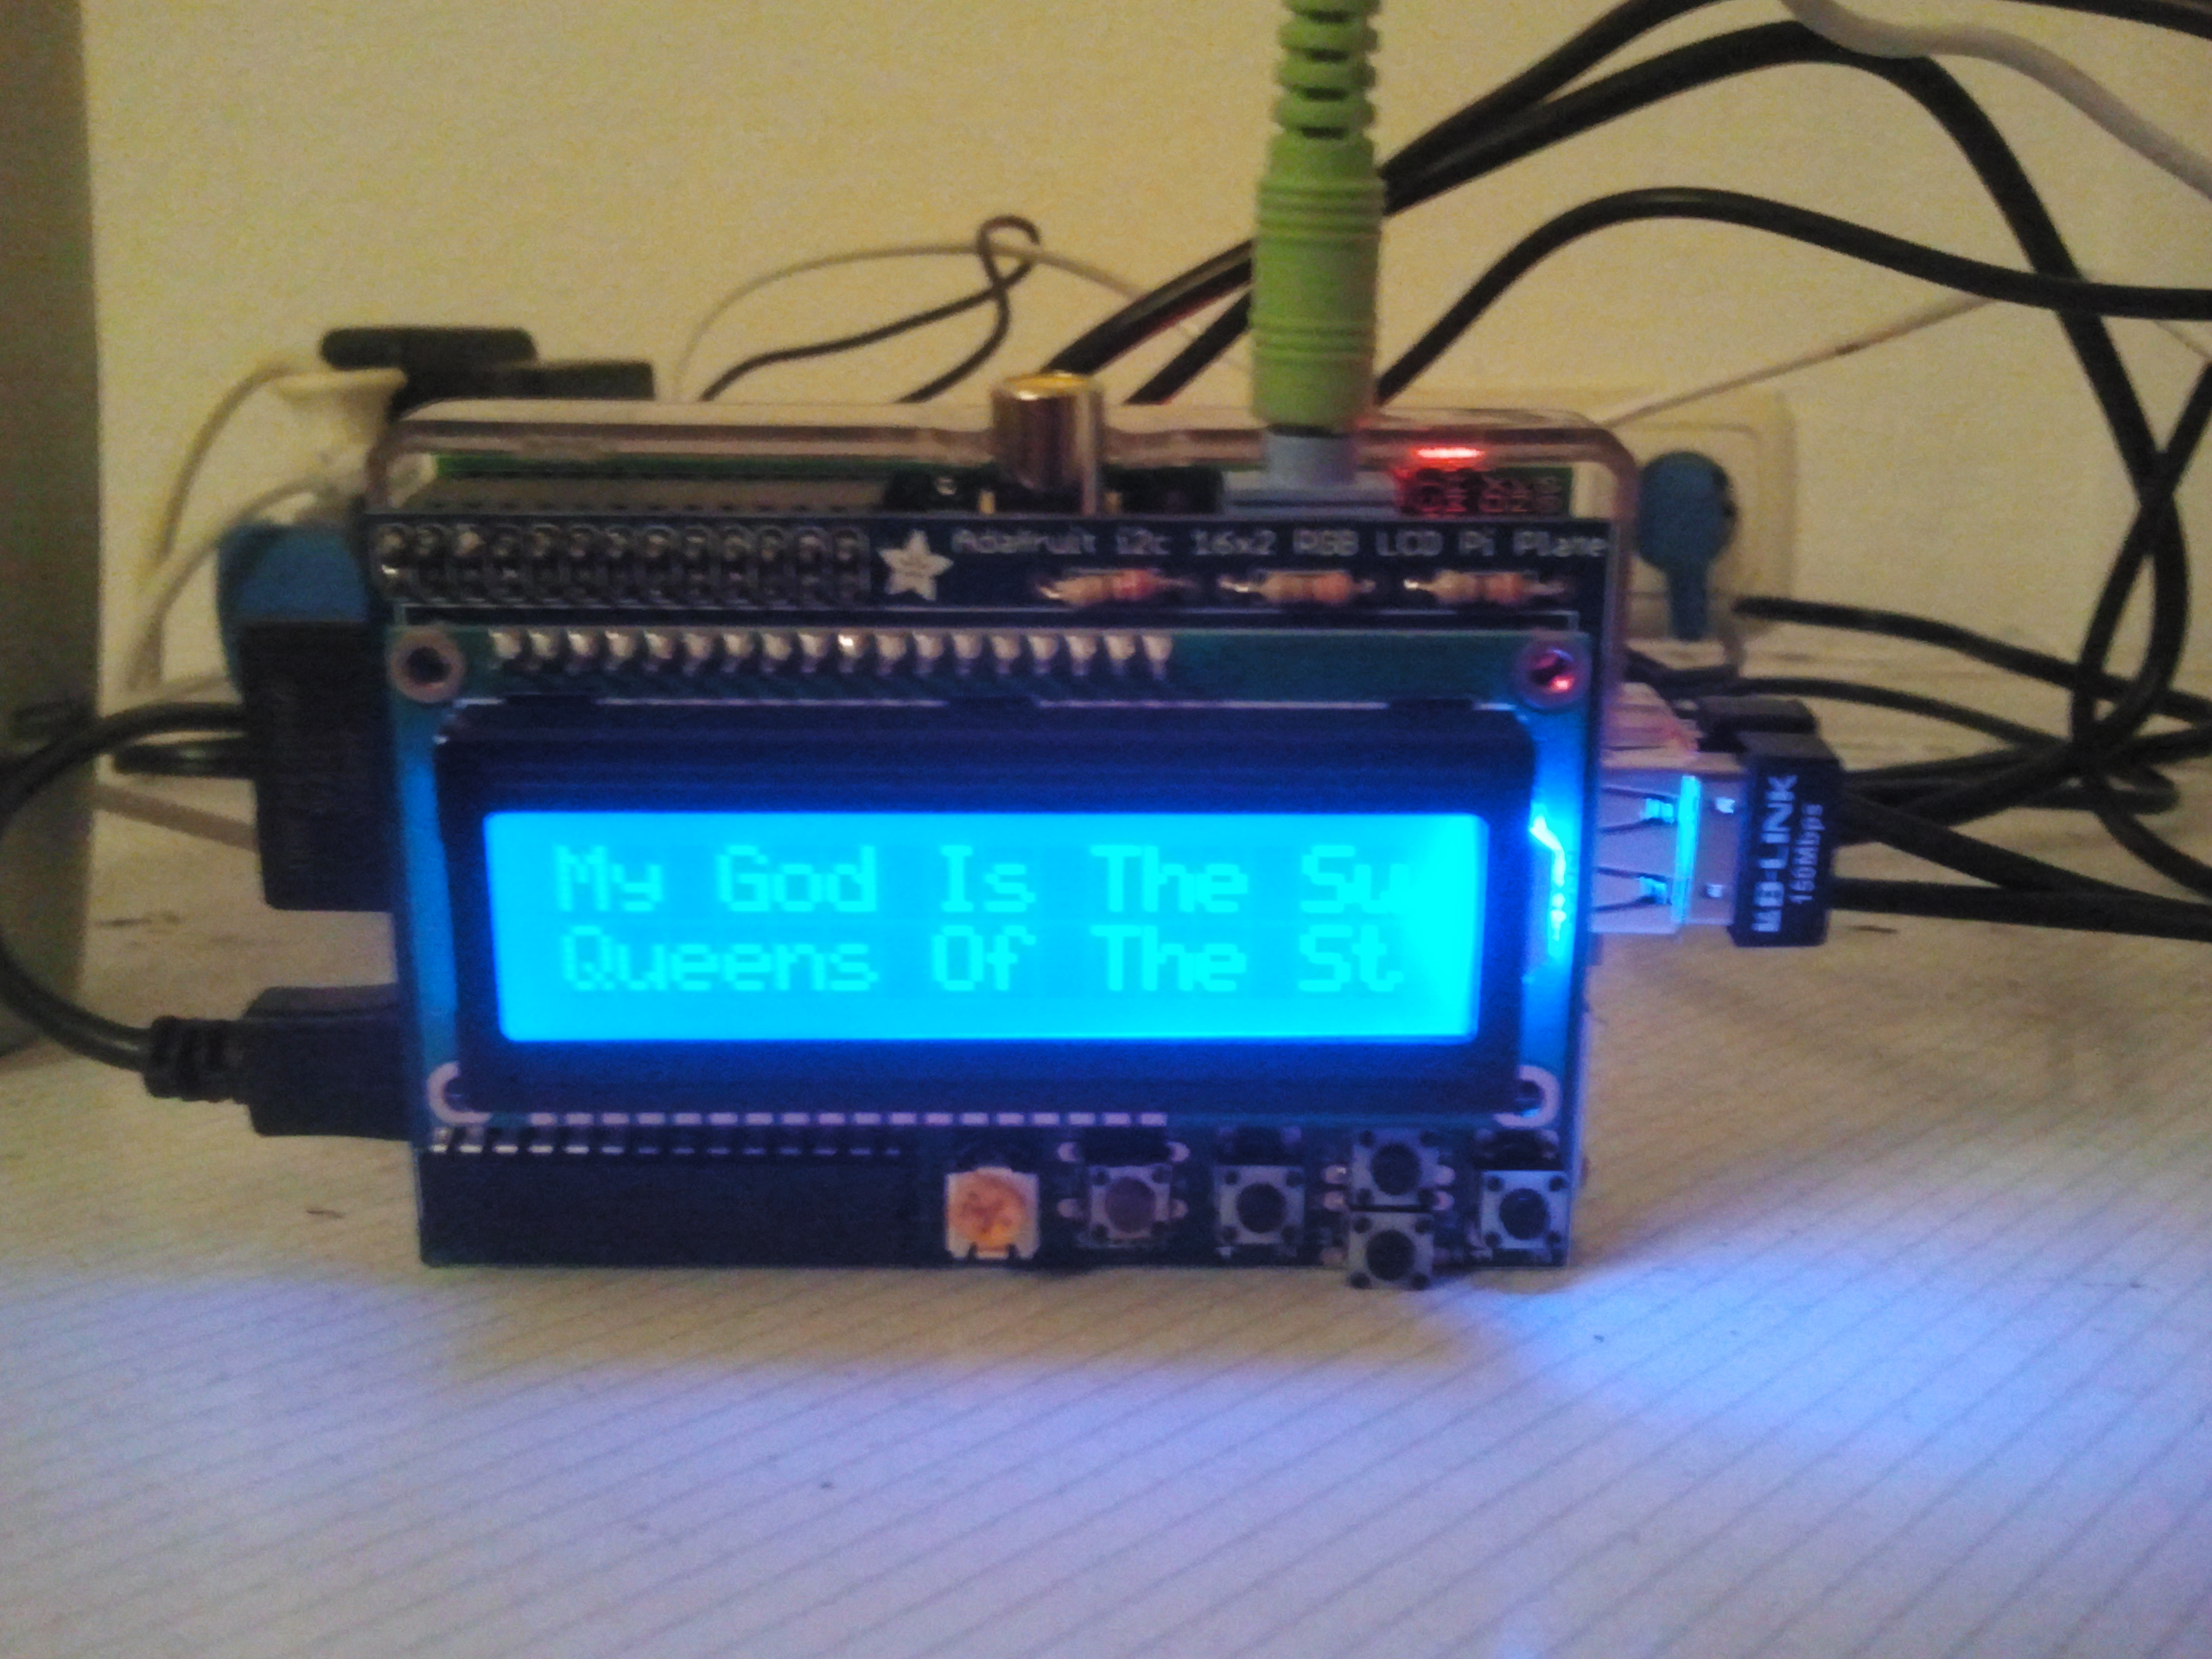 Adafruit i2c 16x2 RGB LCD Pi Plate
My God Is The Su
Queens Of The St
LB-LINK
150Mbps